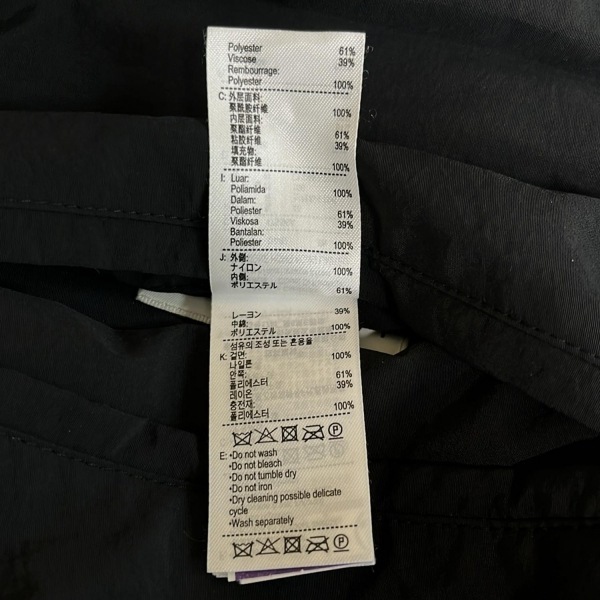 Polyester 61%
Viscose 39%
Rembourrage:
Polyester 100%
C: 外层面料:
聚酰胺纤维 100%
内层面料:
聚酯纤维 61%
粘胶纤维 39%
填充物:
聚酯纤维 100%
I: Luar:
Poliamida 100%
Dalam:
Poliester 61%
Viskosa 39%
Bantalan:
Poliester 100%
J: 外側:
ナイロン 100%
内側:
ポリエステル 61%
レーヨン 39%
中綿:
ポリエステル 100%
섬유의 조성 또는 혼용율
K: 겉면:
나일론 100%
안쪽:
폴리에스터 61%
레이온 39%
충전재:
폴리에스터 100%
P
E: •Do not wash
•Do not bleach
•Do not tumble dry
•Do not iron
•Dry cleaning possible delicate
cycle
•Wash separately
P